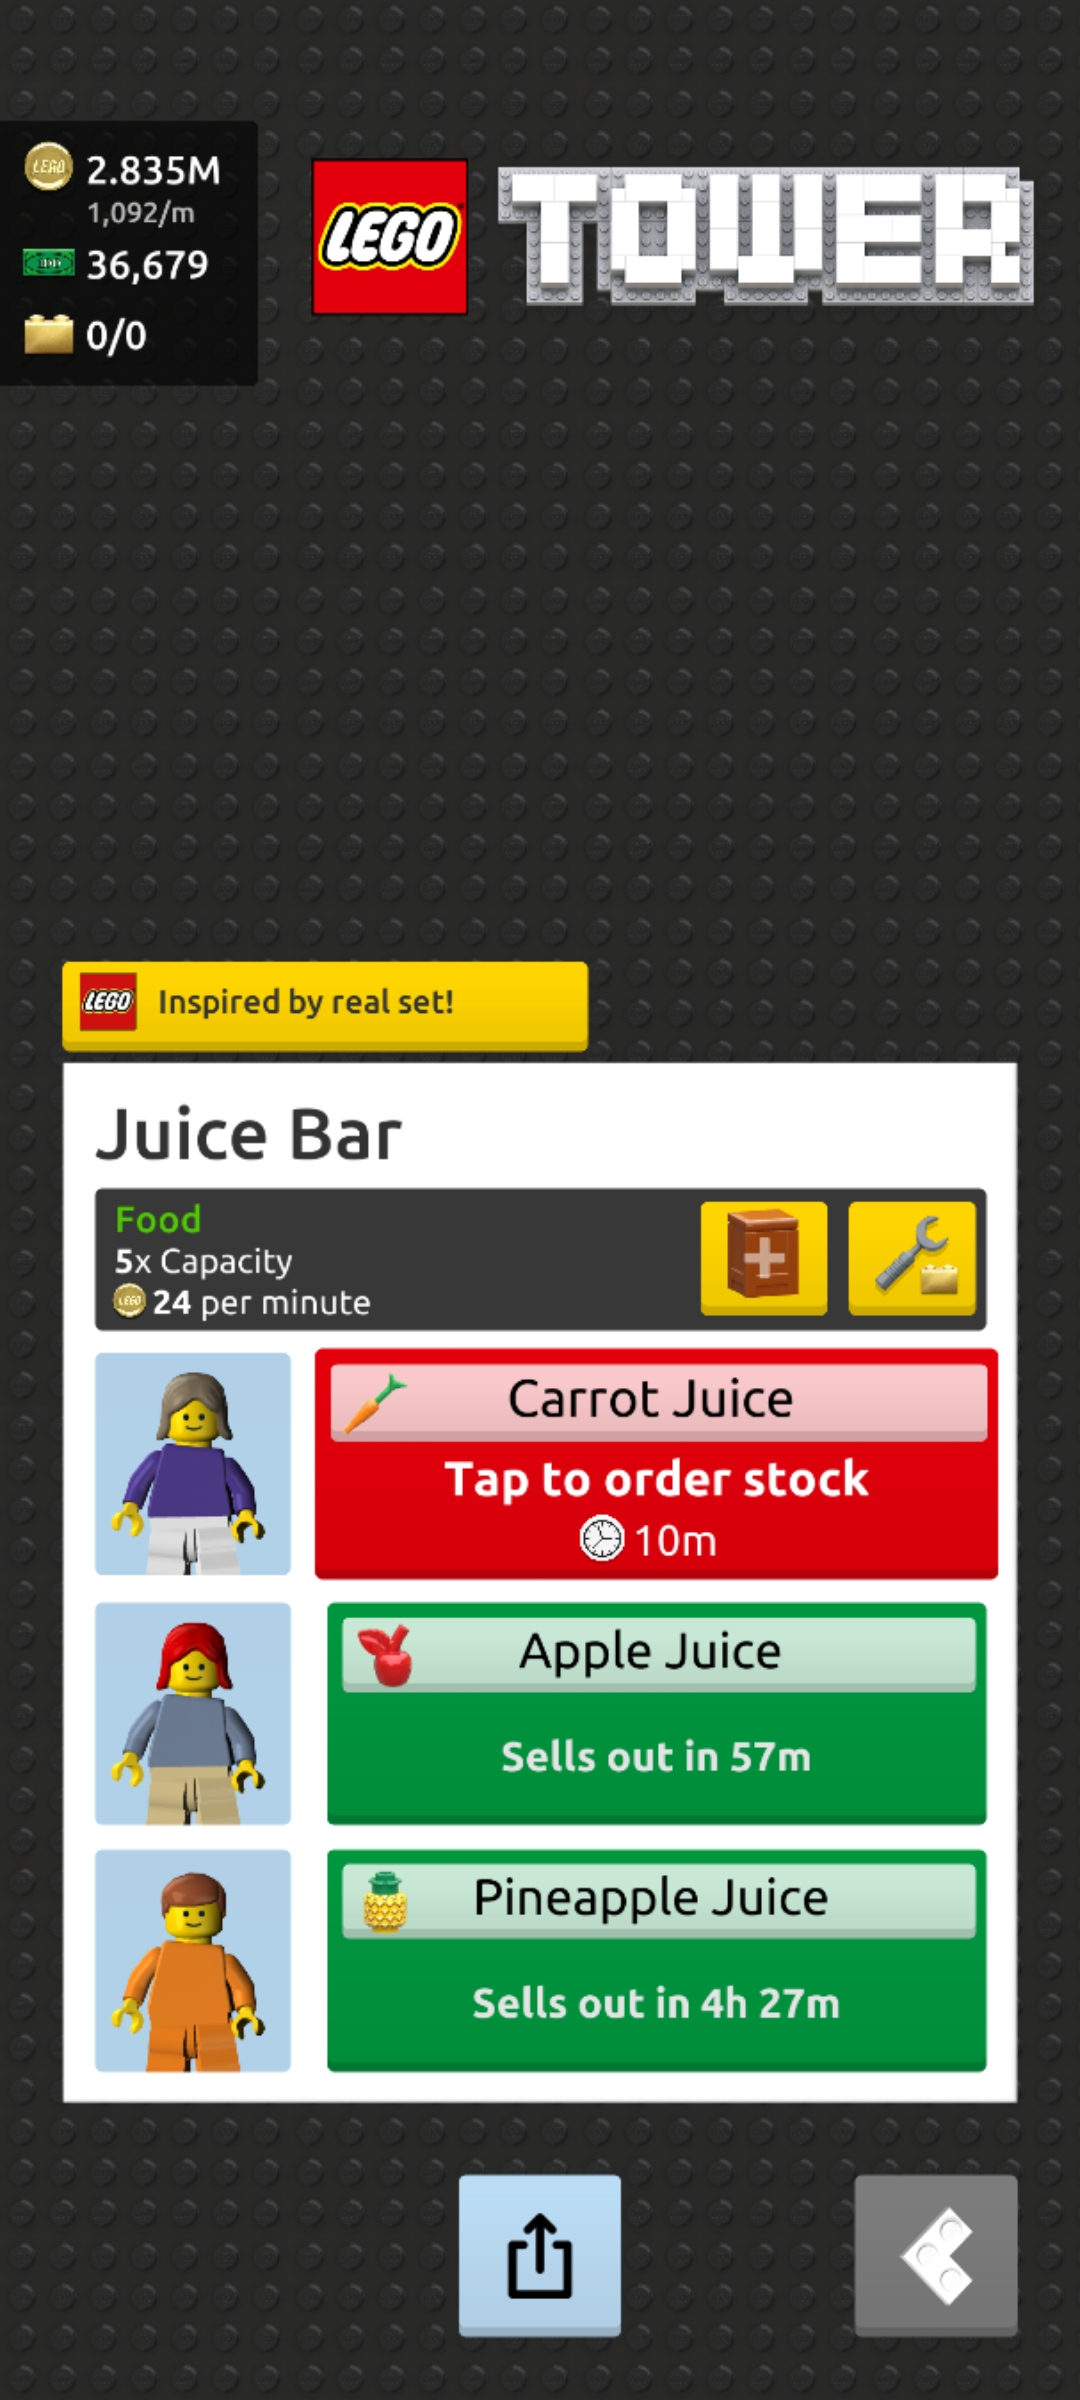 2.835M
1,092/m
36,679
0/0
LEGO TOWER
LEGO Inspired by real set!
Juice Bar
Food
5x Capacity
24 per minute
Carrot Juice
Tap to order stock
10m
Apple Juice
Sells out in 57m
Pineapple Juice
Sells out in 4h 27m